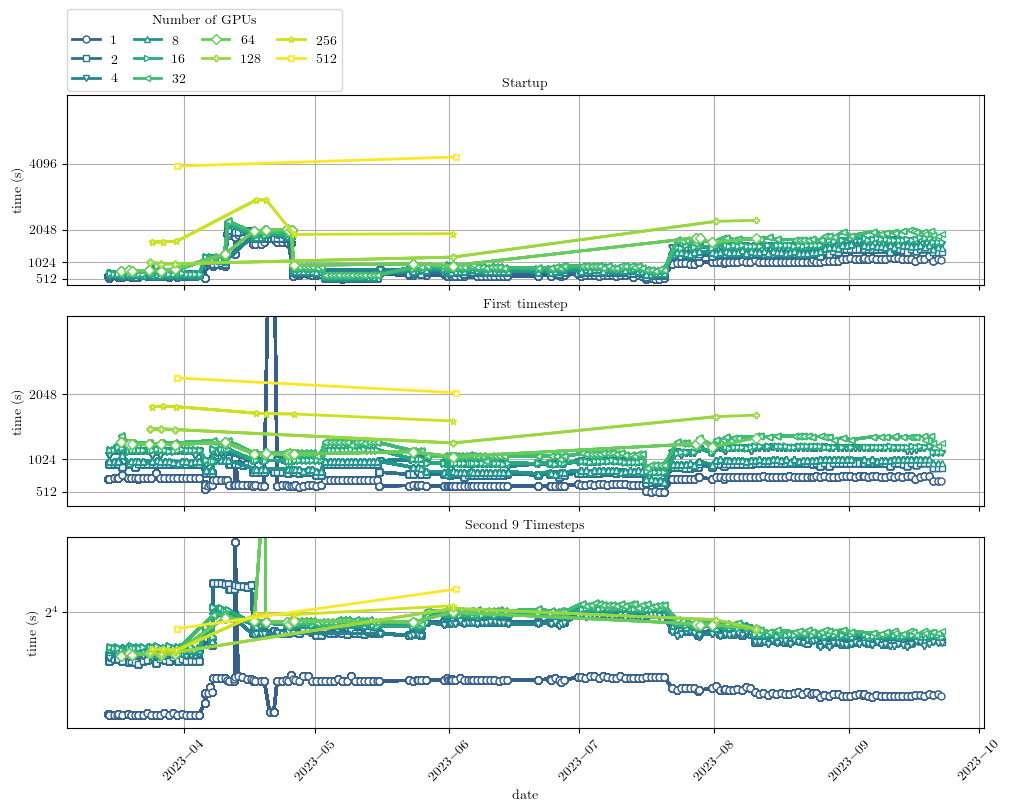 Number of GPUs
1 8 64 256
2 16 128 512
4 32
Startup
time (s)
4096
2048
1024
512
First timestep
time (s)
2048
1024
512
Second 9 Timesteps
time (s)
2⁴
2023−04 2023−05 2023−06 2023−07 2023−08 2023−09 2023−10
date